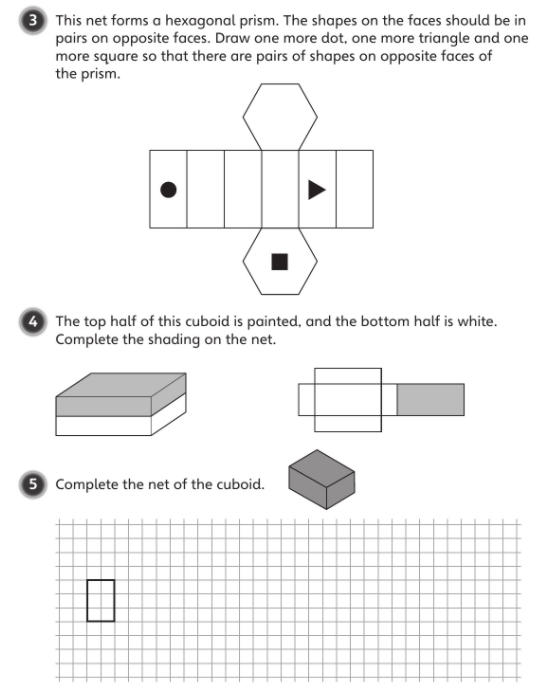 3 This net forms a hexagonal prism. The shapes on the faces should be in
pairs on opposite faces. Draw one more dot, one more triangle and one
more square so that there are pairs of shapes on opposite faces of
the prism.
4 The top half of this cuboid is painted, and the bottom half is white.
Complete the shading on the net.
5 Complete the net of the cuboid.